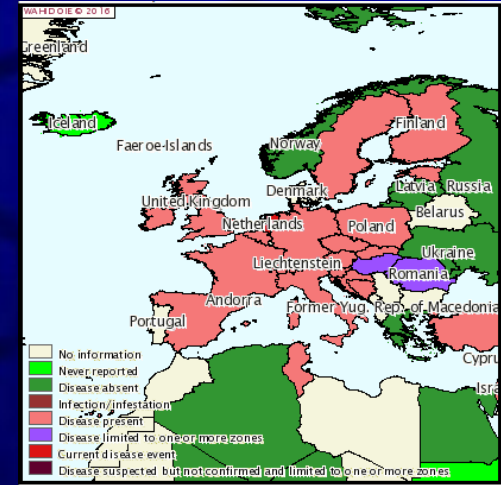 WAHID OIE © 2016
Greenland
Iceland
Faeroe-Islands
Norway
Finland
Denmark
Latvia Russia
United Kingdom
Belarus
Netherlands
Poland
Ukraine
Liechtenstein
Romania
Andorra
Former Yug. Rep. of Macedonia
Portugal
Cypru
Isra
No information
Never reported
Disease absent
Infection/infestation
Disease present
Disease limited to one or more zones
Current disease event
Disease suspected but not confirmed and limited to one or more zones